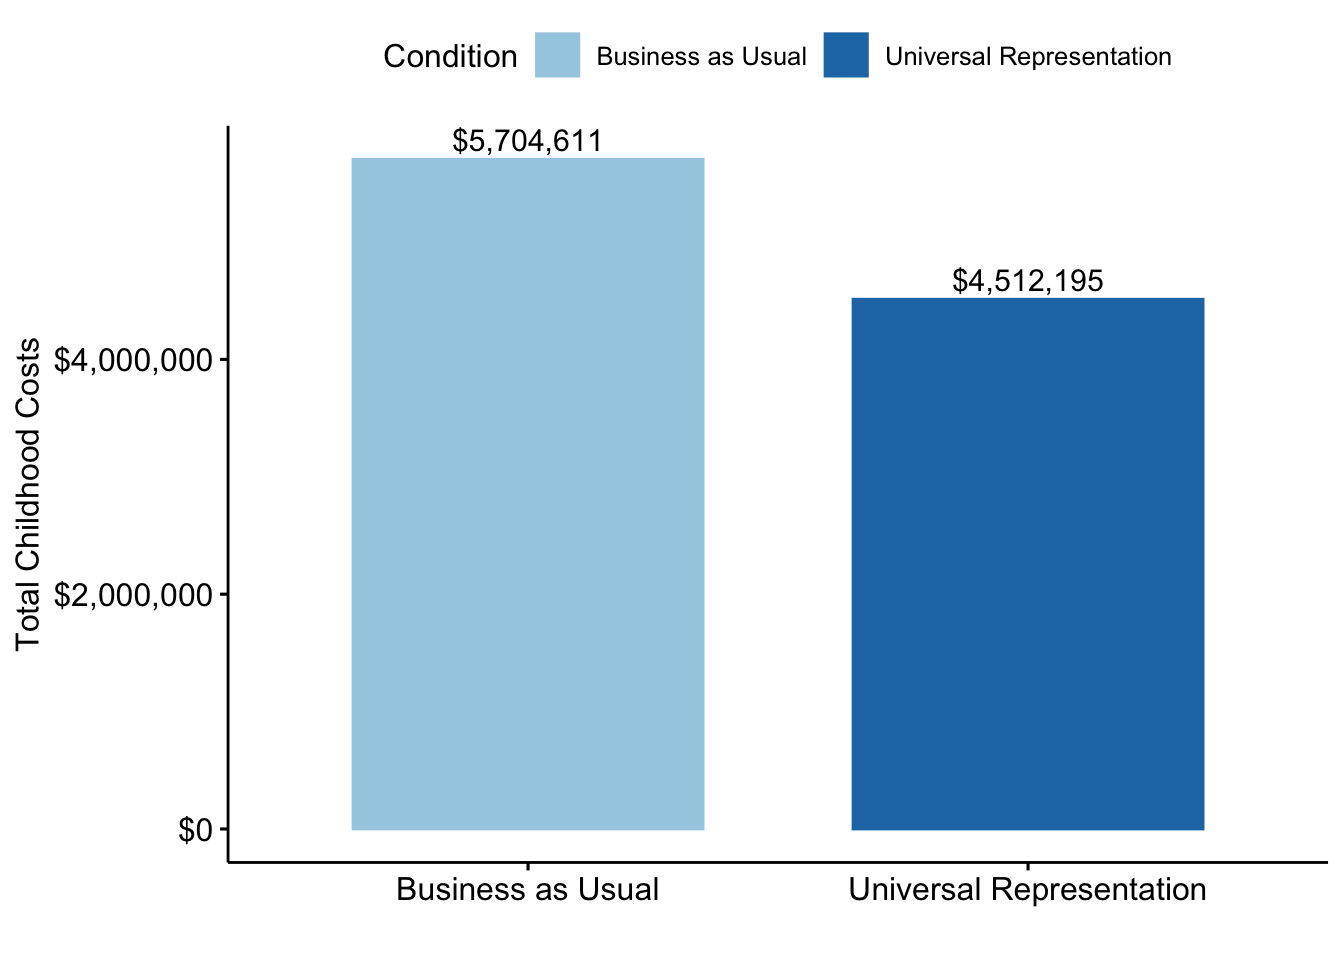 Condition Business as Usual Universal Representation
$5,704,611
$4,512,195
Total Childhood Costs
$4,000,000
$2,000,000
$0
Business as Usual
Universal Representation